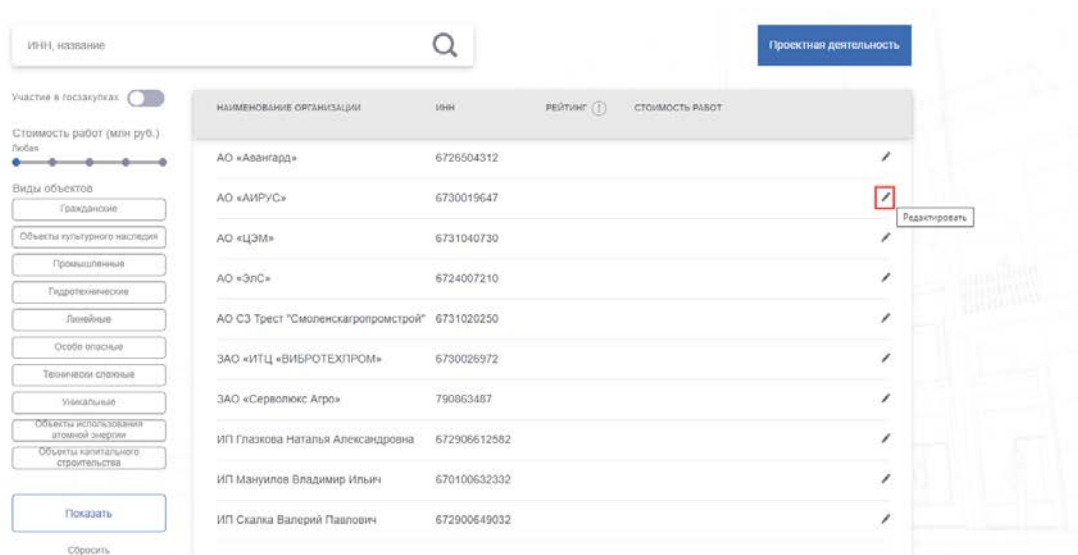 ИНН, название
Проектная деятельность
Участие в госзакупках
Стоимость работ (млн руб.)
Любая
Виды объектов
Гражданские
Объекты культурного наследия
Промышленные
Гидротехнические
Линейные
Особо опасные
Технически сложные
Уникальные
Объекты использования
атомной энергии
Объекты капитального
строительства
Показать
Сбросить
НАИМЕНОВАНИЕ ОРГАНИЗАЦИИ ИНН РЕЙТИНГ СТОИМОСТЬ РАБОТ
АО «Авангард» 6726504312
АО «АИРУС» 6730019647
Редактировать
АО «ЦЭМ» 6731040730
АО «ЭлС» 6724007210
АО СЗ Трест "Смоленскагропромстрой" 6731020250
ЗАО «ИТЦ «ВИБРОТЕХПРОМ» 6730026972
ЗАО «Серволюкс Агро» 790863487
ИП Глазкова Наталья Александровна 672906612582
ИП Мануилов Владимир Ильич 670100632332
ИП Скалка Валерий Павлович 672900649032